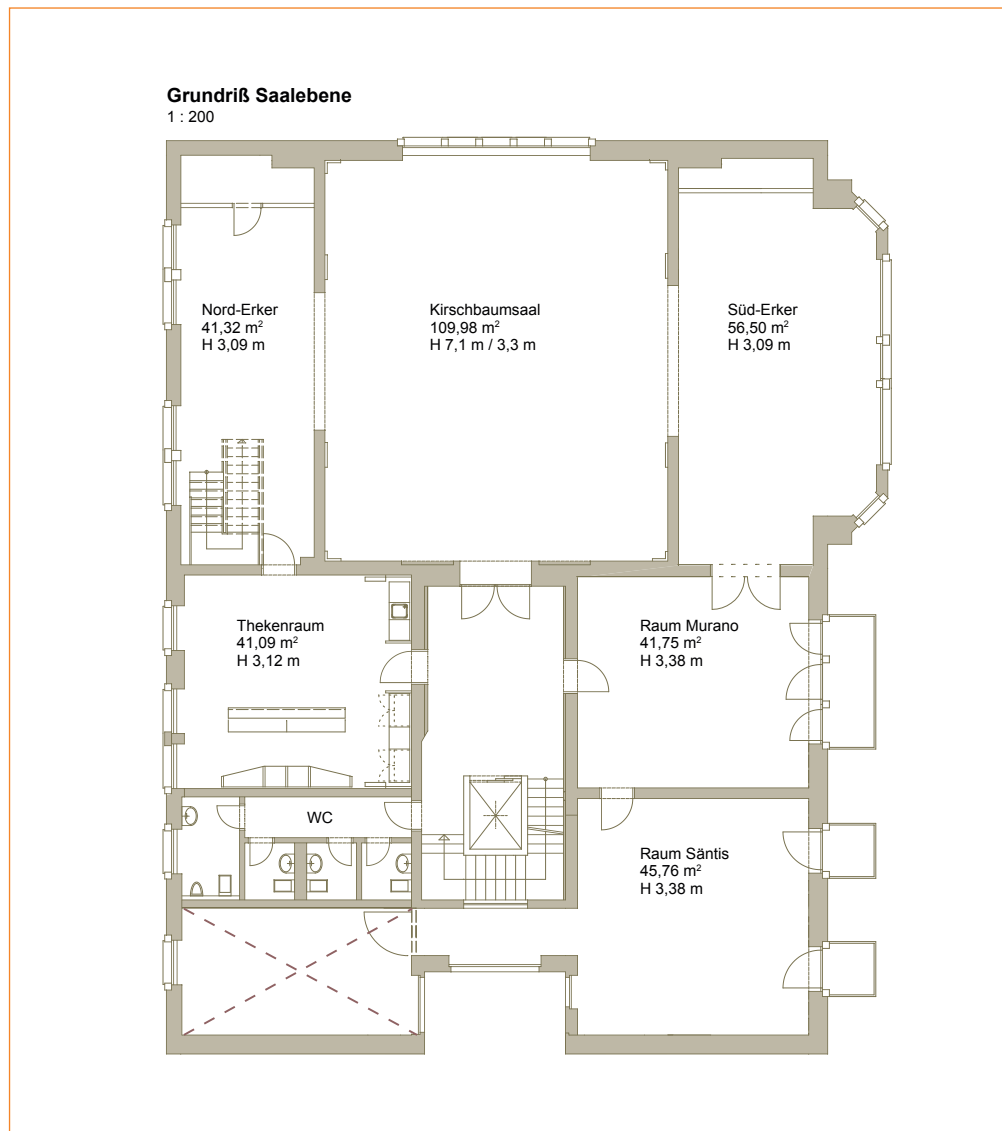 Grundriß Saalebene
1 : 200
Nord-Erker
41,32 m²
H 3,09 m
Kirschbaumsaal
109,98 m²
H 7,1 m / 3,3 m
Süd-Erker
56,50 m²
H 3,09 m
Thekenraum
41,09 m²
H 3,12 m
Raum Murano
41,75 m²
H 3,38 m
WC
Raum Säntis
45,76 m²
H 3,38 m